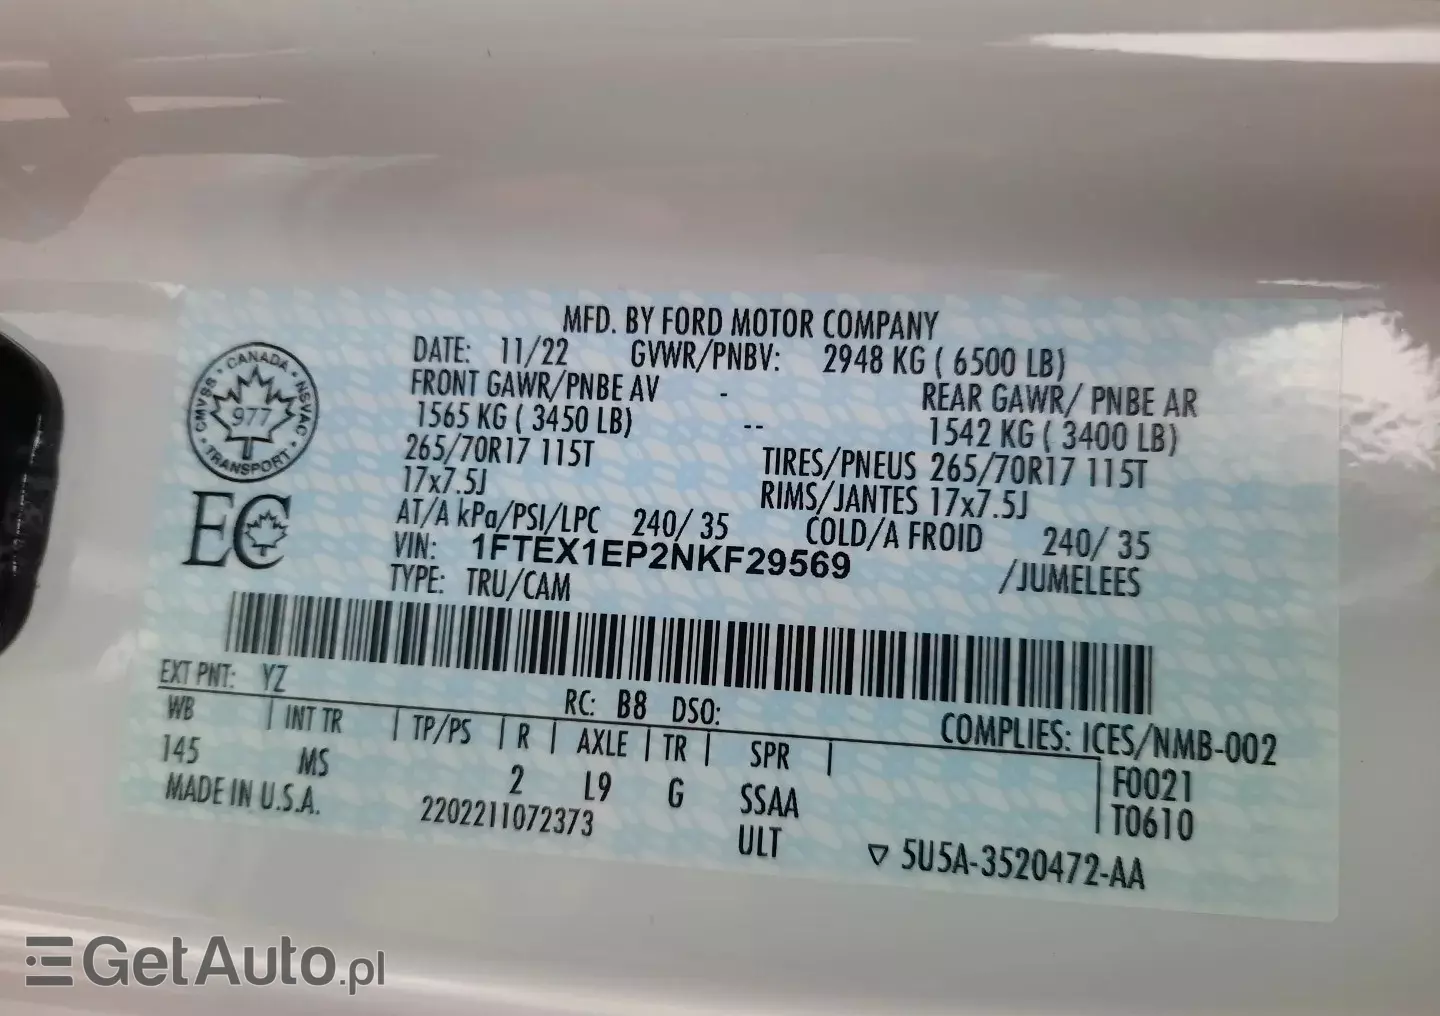 MFD. BY FORD MOTOR COMPANY
DATE: 11/22 GVWR/PNBV: 2948 KG ( 6500 LB)
FRONT GAWR/PNBE AV - REAR GAWR/ PNBE AR
1565 KG ( 3450 LB) -- 1542 KG ( 3400 LB)
265/70R17 115T TIRES/PNEUS 265/70R17 115T
17x7.5J RIMS/JANTES 17x7.5J
AT/A kPa/PSI/LPC 240/ 35 COLD/A FROID 240/ 35
VIN: 1FTEX1EP2NKF29569 /JUMELEES
TYPE: TRU/CAM
CANADA
CMVSS NSVAC
977
TRANSPORT
EC
EXT PNT: YZ RC: B8 DSO:
COMPLIES: ICES/NMB-002
WB | INT TR | TP/PS | R | AXLE | TR | SPR |
145 MS 2 L9 G SSAA F0021
ULT T0610
MADE IN U.S.A. 2202211072373 5U5A-3520472-AA
GetAuto.pl